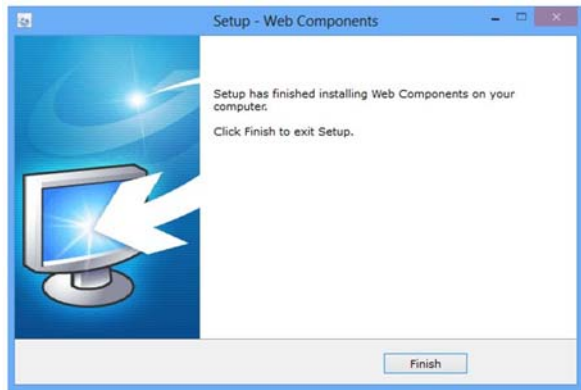 Setup - Web Components
Setup has finished installing Web Components on your
computer.
Click Finish to exit Setup.
Finish